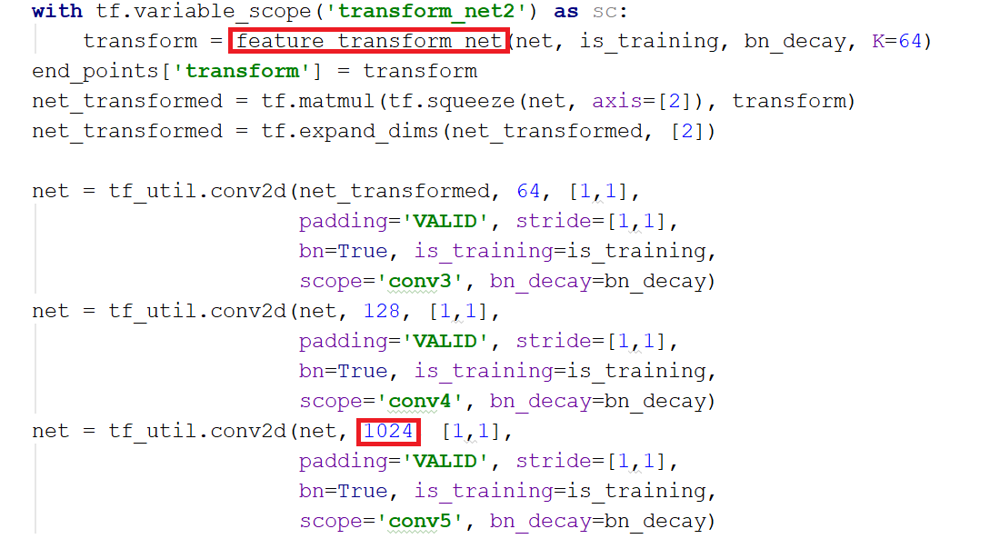 with tf.variable_scope('transform_net2') as sc:
    transform = feature_transform_net(net, is_training, bn_decay, K=64)
end_points['transform'] = transform
net_transformed = tf.matmul(tf.squeeze(net, axis=[2]), transform)
net_transformed = tf.expand_dims(net_transformed, [2])

net = tf_util.conv2d(net_transformed, 64, [1,1],
                     padding='VALID', stride=[1,1],
                     bn=True, is_training=is_training,
                     scope='conv3', bn_decay=bn_decay)
net = tf_util.conv2d(net, 128, [1,1],
                     padding='VALID', stride=[1,1],
                     bn=True, is_training=is_training,
                     scope='conv4', bn_decay=bn_decay)
net = tf_util.conv2d(net, 1024 [1,1],
                     padding='VALID', stride=[1,1],
                     bn=True, is_training=is_training,
                     scope='conv5', bn_decay=bn_decay)